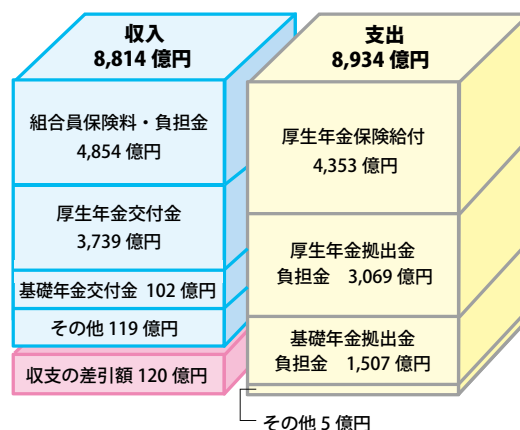 収入
8,814 億円
組合員保険料・負担金
4,854 億円
厚生年金交付金
3,739 億円
基礎年金交付金 102 億円
その他 119 億円
収支の差引額 120 億円
支出
8,934 億円
厚生年金保険給付
4,353 億円
厚生年金拠出金
負担金 3,069 億円
基礎年金拠出金
負担金 1,507 億円
その他 5 億円